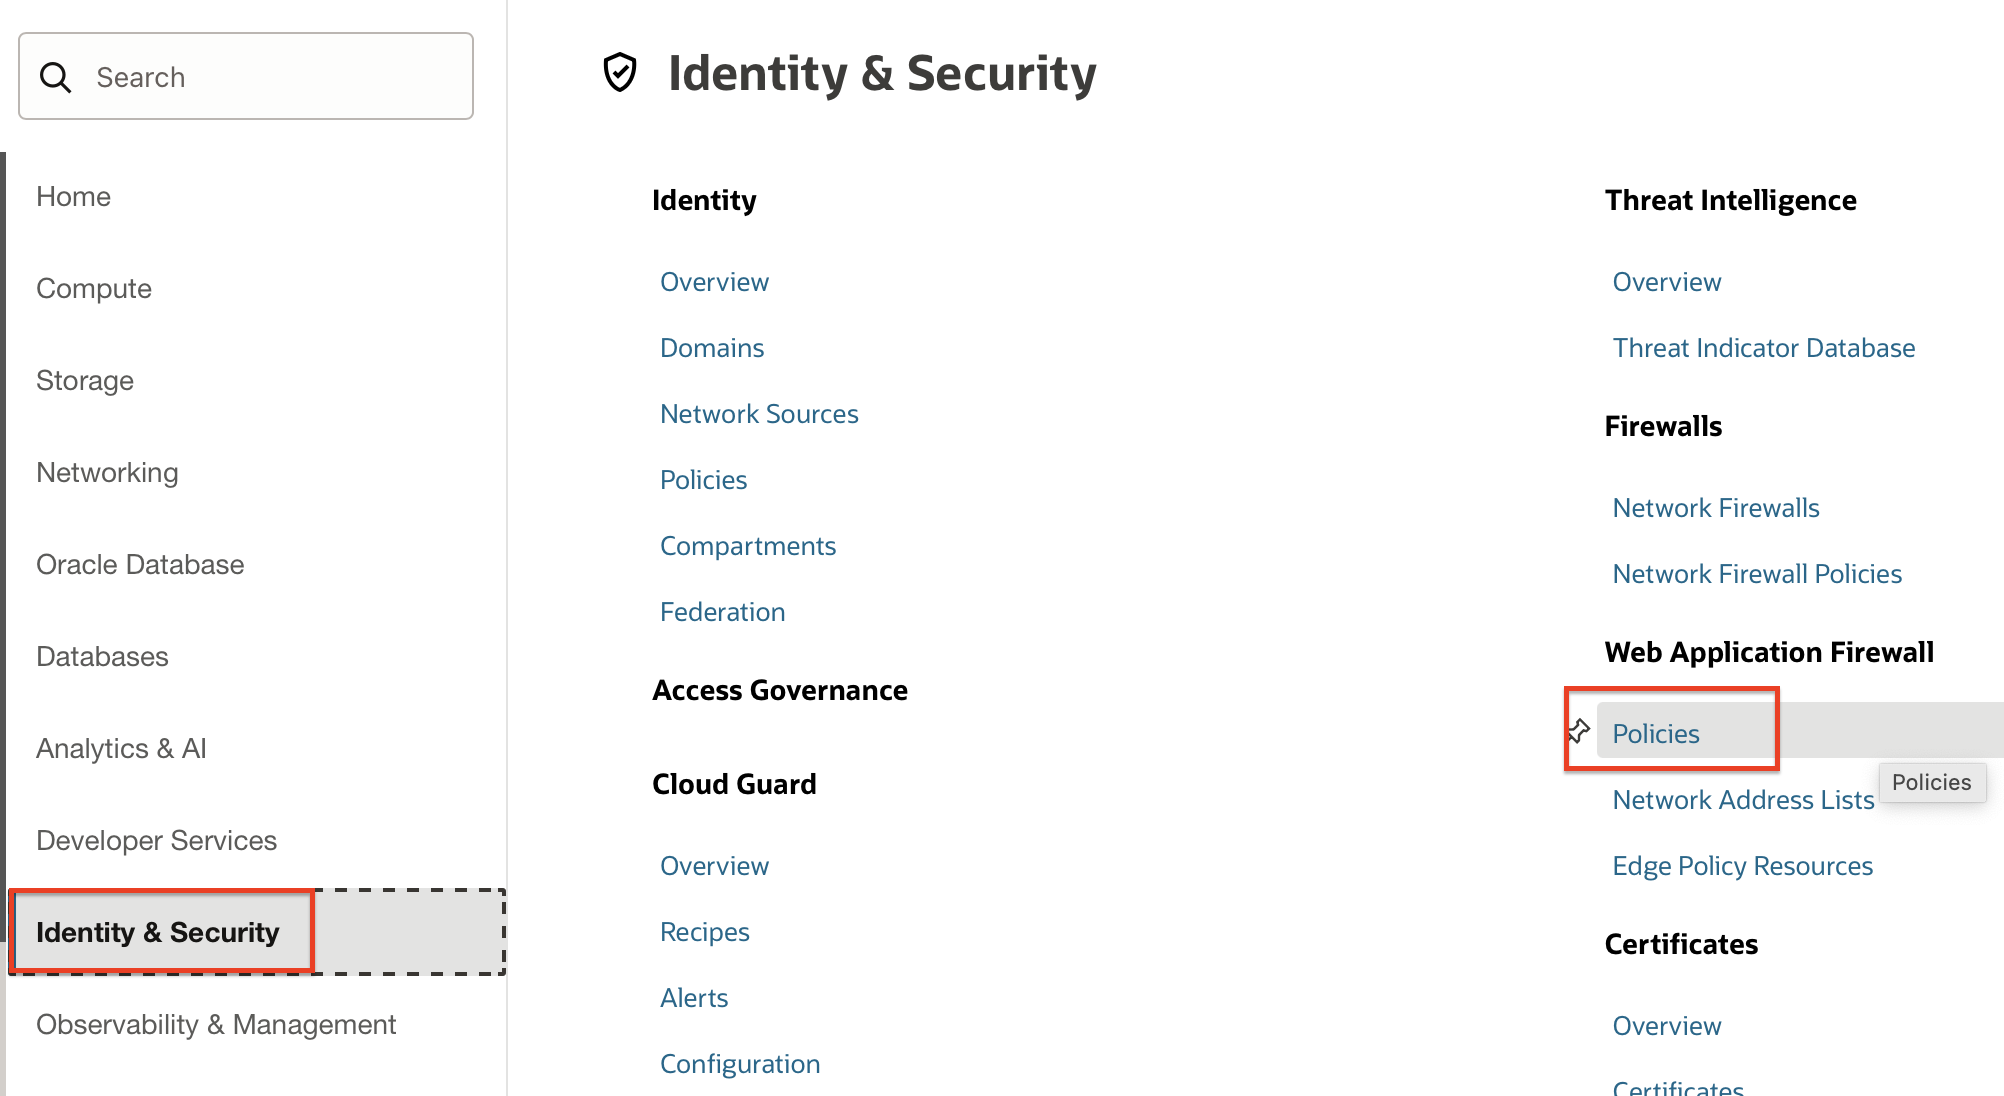 Search
Home
Compute
Storage
Networking
Oracle Database
Databases
Analytics & AI
Developer Services
Identity & Security
Observability & Management
Identity & Security
Identity
Overview
Domains
Network Sources
Policies
Compartments
Federation
Access Governance
Cloud Guard
Overview
Recipes
Alerts
Configuration
Threat Intelligence
Overview
Threat Indicator Database
Firewalls
Network Firewalls
Network Firewall Policies
Web Application Firewall
Policies
Policies
Network Address Lists
Edge Policy Resources
Certificates
Overview
Certificates